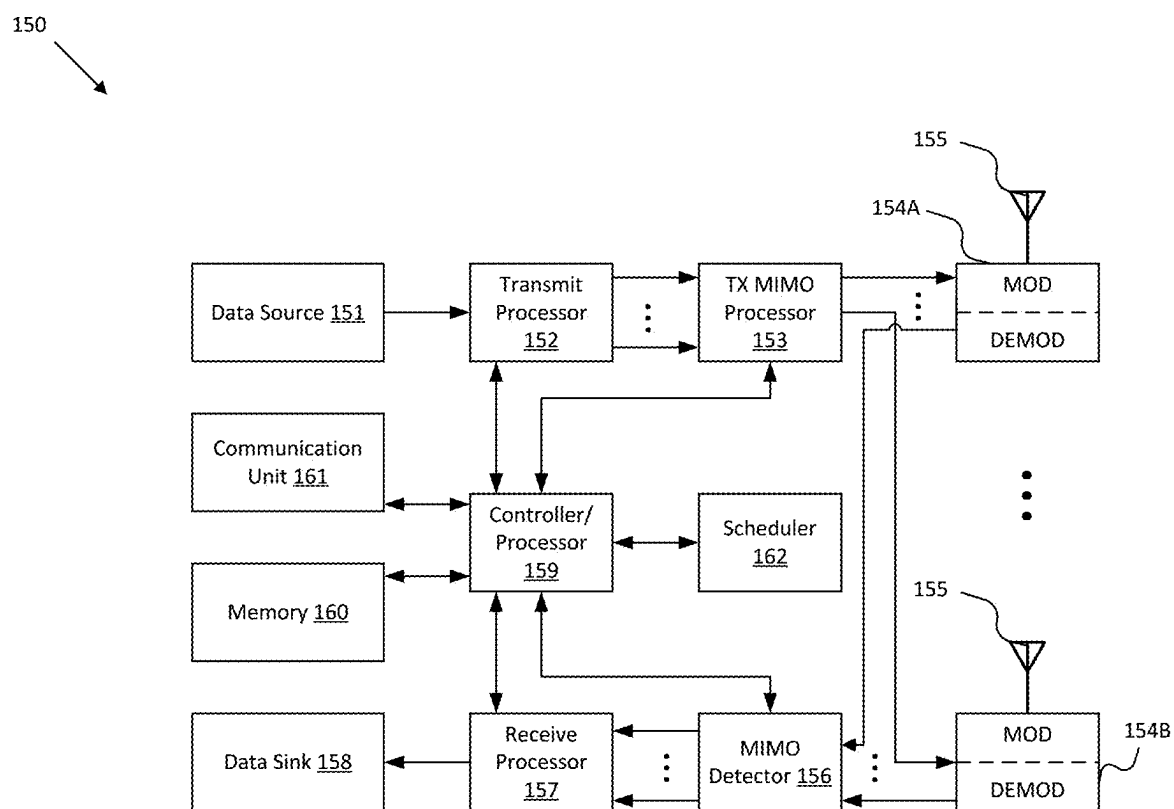 150
155
154A
Data Source 151
Transmit
Processor
152
TX MIMO
Processor
153
MOD
DEMOD
Communication
Unit 161
Controller/
Processor
159
Scheduler
162
Memory 160
155
Data Sink 158
Receive
Processor
157
MIMO
Detector 156
MOD
DEMOD
154B